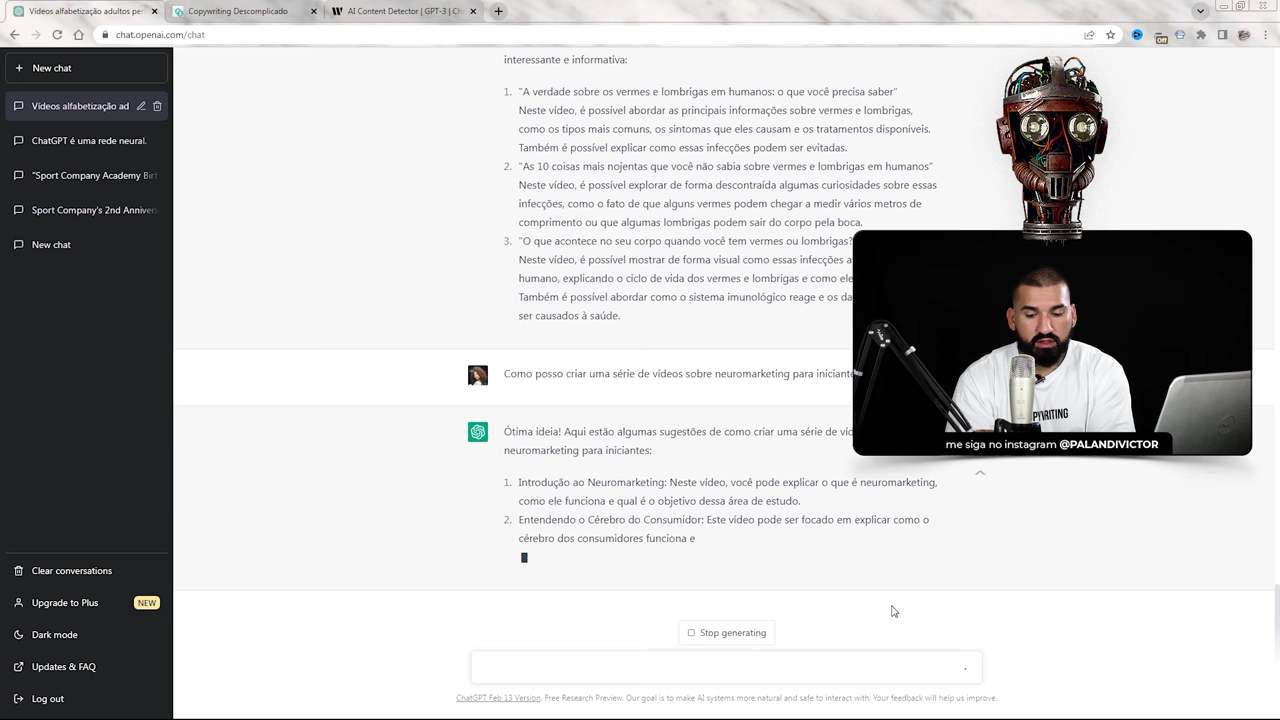 Vídeos alfabetização adultos pe
Copywriting Descomplicado
AI Content Detector | GPT-3 | Ch
chat.openai.com/chat
Off
New chat
Vídeos alfabetização ad
ChatGPT é uma rede neural.
"Sport Company Academy Birt
Sport Company's 2nd Anniver
New chat
Clear conversations
Upgrade to Plus
NEW
Dark mode
Updates & FAQ
Log out
interessante e informativa:
1. "A verdade sobre os vermes e lombrigas em humanos: o que você precisa saber"
Neste vídeo, é possível abordar as principais informações sobre vermes e lombrigas,
como os tipos mais comuns, os sintomas que eles causam e os tratamentos disponíveis.
Também é possível explicar como essas infecções podem ser evitadas.
2. "As 10 coisas mais nojentas que você não sabia sobre vermes e lombrigas em humanos"
Neste vídeo, é possível explorar de forma descontraída algumas curiosidades sobre essas
infecções, como o fato de que alguns vermes podem chegar a medir vários metros de
comprimento ou que algumas lombrigas podem sair do corpo pela boca.
3. "O que acontece no seu corpo quando você tem vermes ou lombrigas?
Neste vídeo, é possível mostrar de forma visual como essas infecções a
humano, explicando o ciclo de vida dos vermes e lombrigas e como ele
Também é possível abordar como o sistema imunológico reage e os da
ser causados à saúde.
Como posso criar uma série de vídeos sobre neuromarketing para iniciante
Ótima ideia! Aqui estão algumas sugestões de como criar uma série de ví
neuromarketing para iniciantes:
1. Introdução ao Neuromarketing: Neste vídeo, você pode explicar o que é neuromarketing,
como ele funciona e qual é o objetivo dessa área de estudo.
2. Entendendo o Cérebro do Consumidor: Este vídeo pode ser focado em explicar como o
cérebro dos consumidores funciona e
Stop generating
ChatGPT Feb 13 Version. Free Research Preview. Our goal is to make AI systems more natural and safe to interact with. Your feedback will help us improve.
me siga no instagram @PALANDIVICTOR